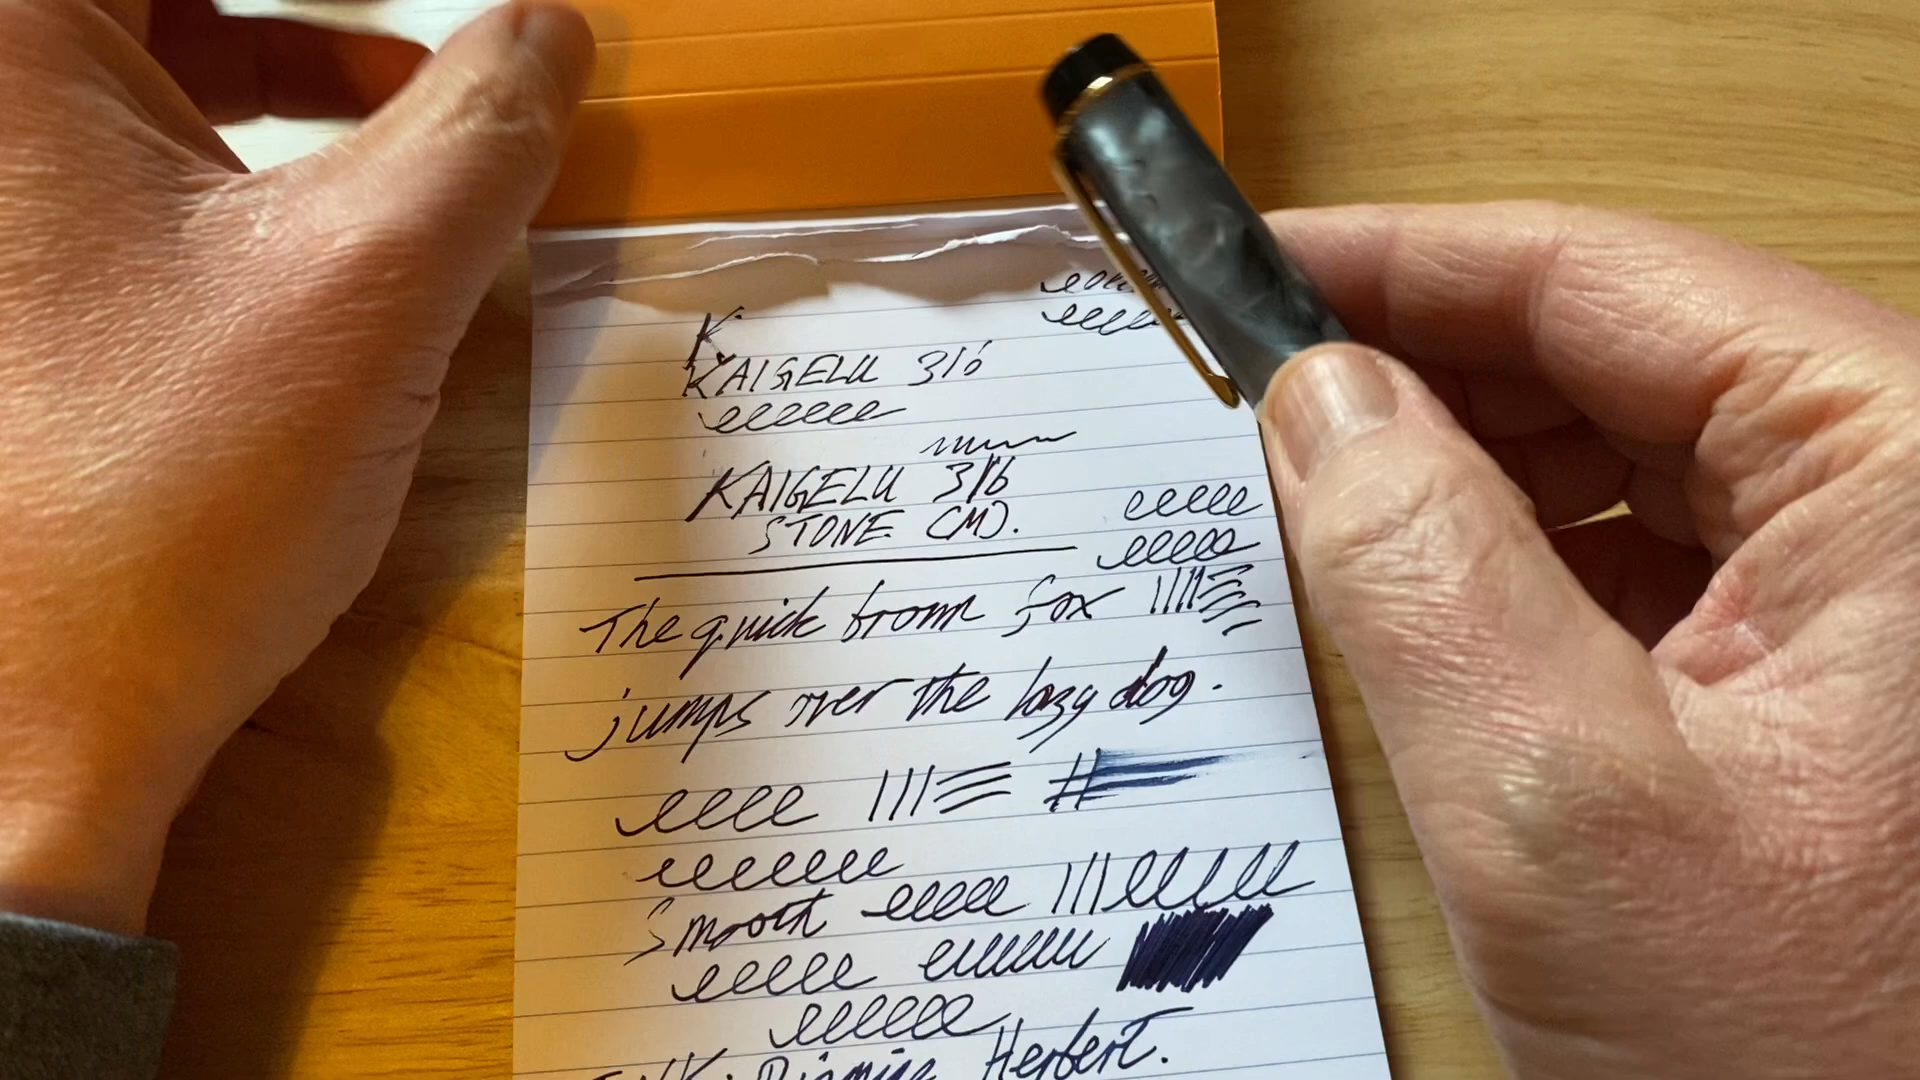 K
KAIGELU 316
KAIGELU 316
STONE (M).
The quick brown fox
jumps over the lazy dog.
Smooth
Herbert.